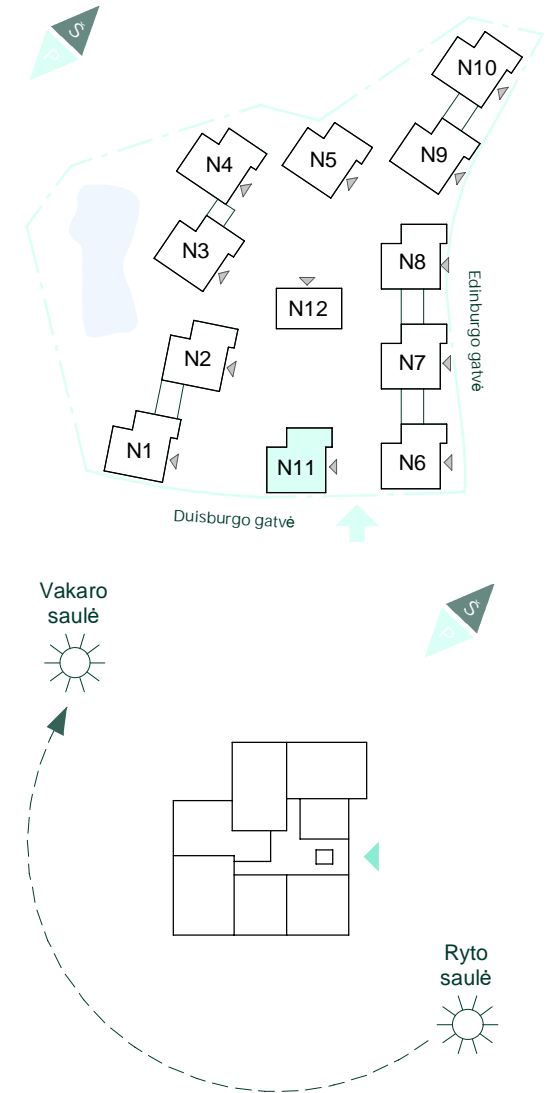 Š
P
N10
N4
N5
N9
N3
N8
N12
Edinburgo gatvė
N2
N7
N1
N11
N6
Duisburgo gatvė
Vakaro
saulė
Š
P
Ryto
saulė